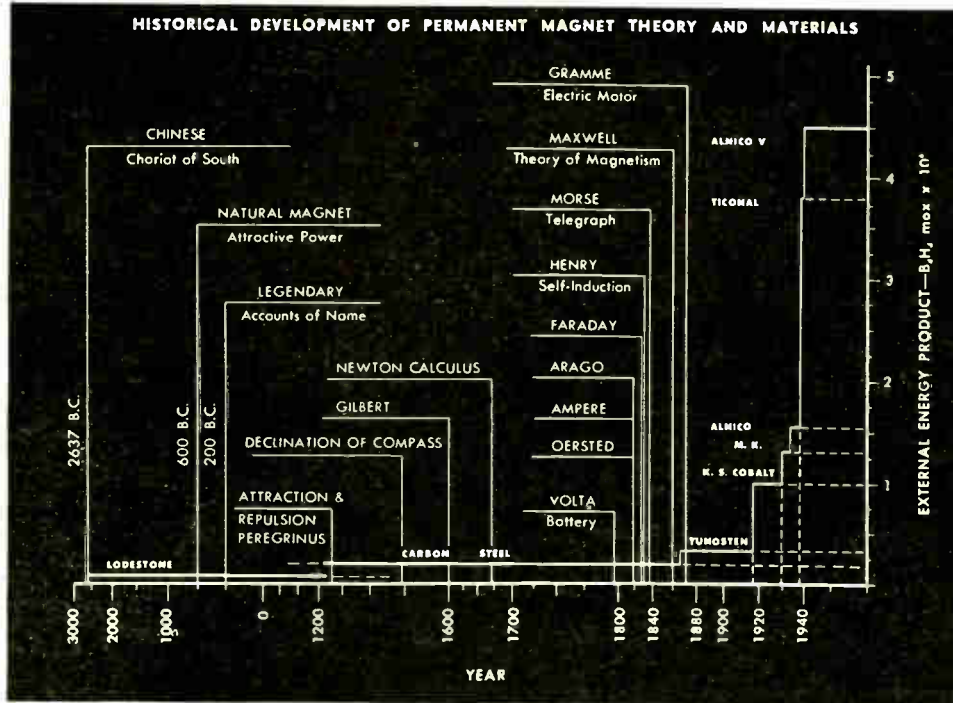 HISTORICAL DEVELOPMENT OF PERMANENT MAGNET THEORY AND MATERIALS
CHINESE
Chariot of South
NATURAL MAGNET
Attractive Power
LEGENDARY
Accounts of Name
NEWTON CALCULUS
GILBERT
DECLINATION OF COMPASS
ATTRACTION &
REPULSION
PEREGRINUS
GRAMME
Electric Motor
MAXWELL
Theory of Magnetism
MORSE
Telegraph
HENRY
Self-Induction
FARADAY
ARAGO
AMPERE
OERSTED
VOLTA
Battery
2637 B.C.
600 B.C.
200 B.C.
LODESTONE
CARBON STEEL
TUNGSTEN
K. S. COBALT
M. K.
ALNICO
TICONAL
ALNICO V
5
4
3
2
1
EXTERNAL ENERGY PRODUCT—BdHd max x 10⁶
3000 2000 1000 0 1200 1600 1700 1800 1840 1880 1900 1920 1940
YEAR